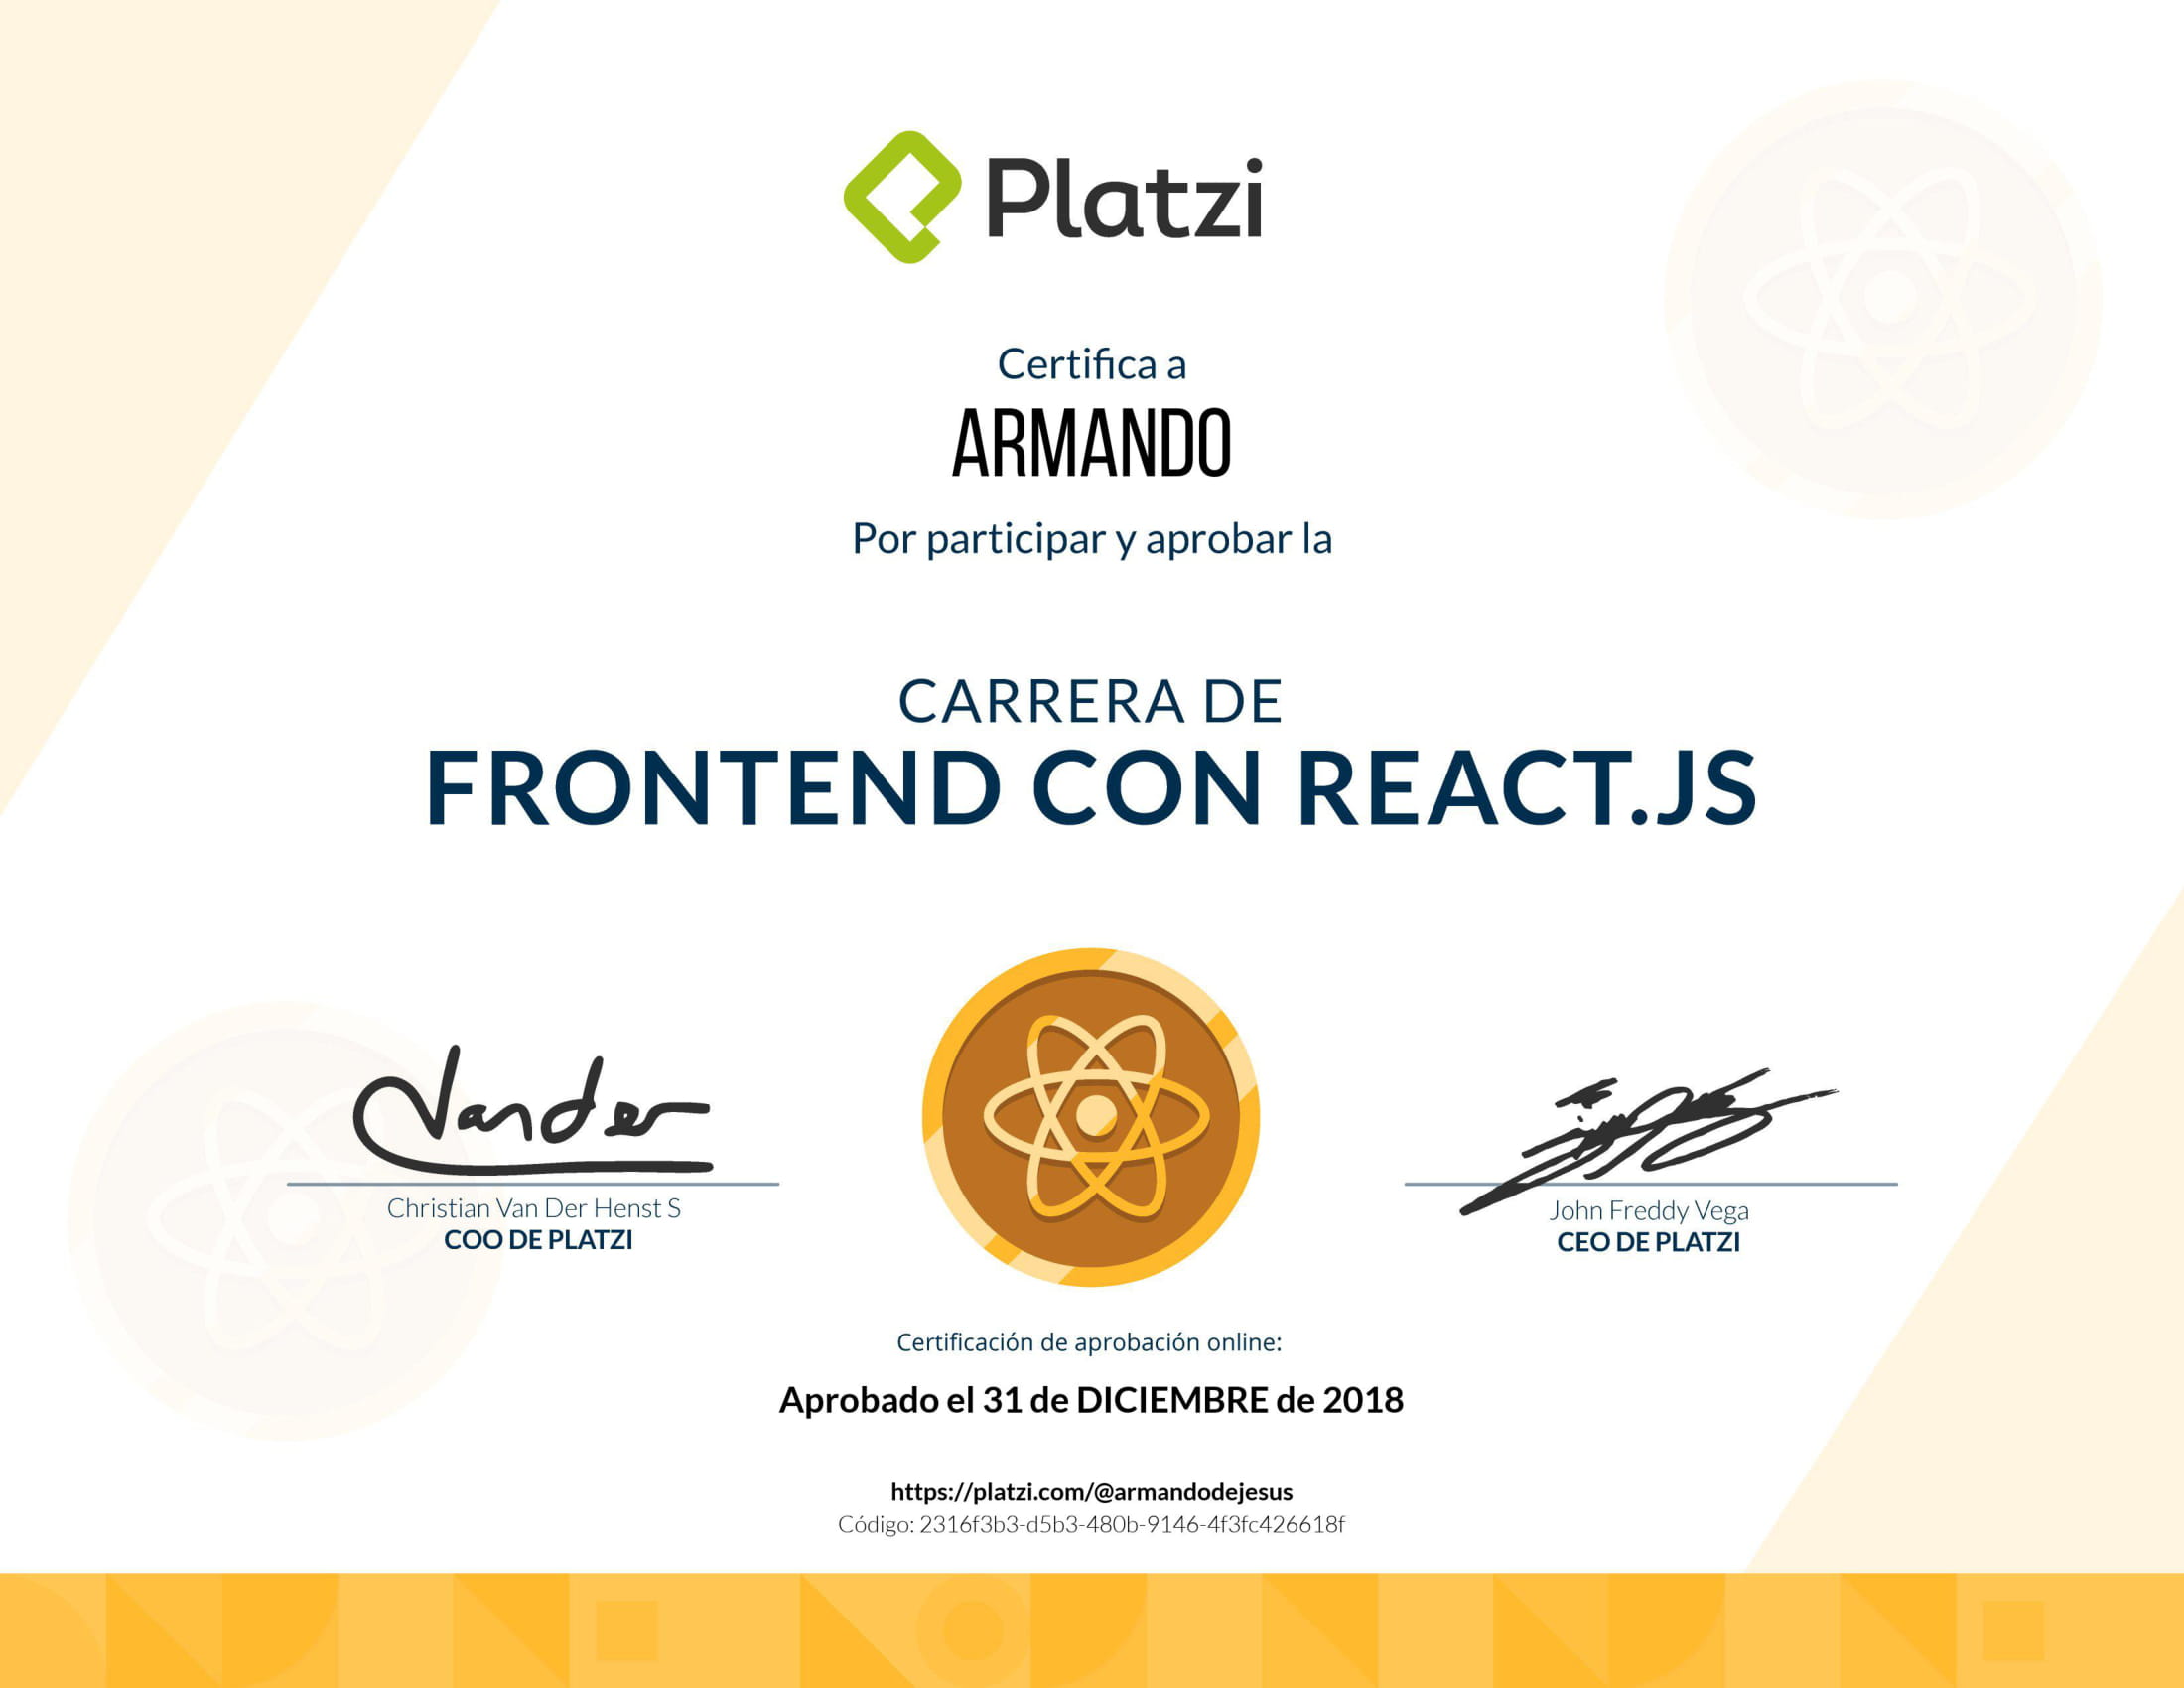 Platzi
Certifica a
ARMANDO
Por participar y aprobar la
CARRERA DE
FRONTEND CON REACT.JS
Vander
Christian Van Der Henst S
COO DE PLATZI
John Freddy Vega
CEO DE PLATZI
Certificación de aprobación online:
Aprobado el 31 de DICIEMBRE de 2018
https://platzi.com/@armandodejesus
Código: 2316f3b3-d5b3-480b-9146-4f3fc426618f